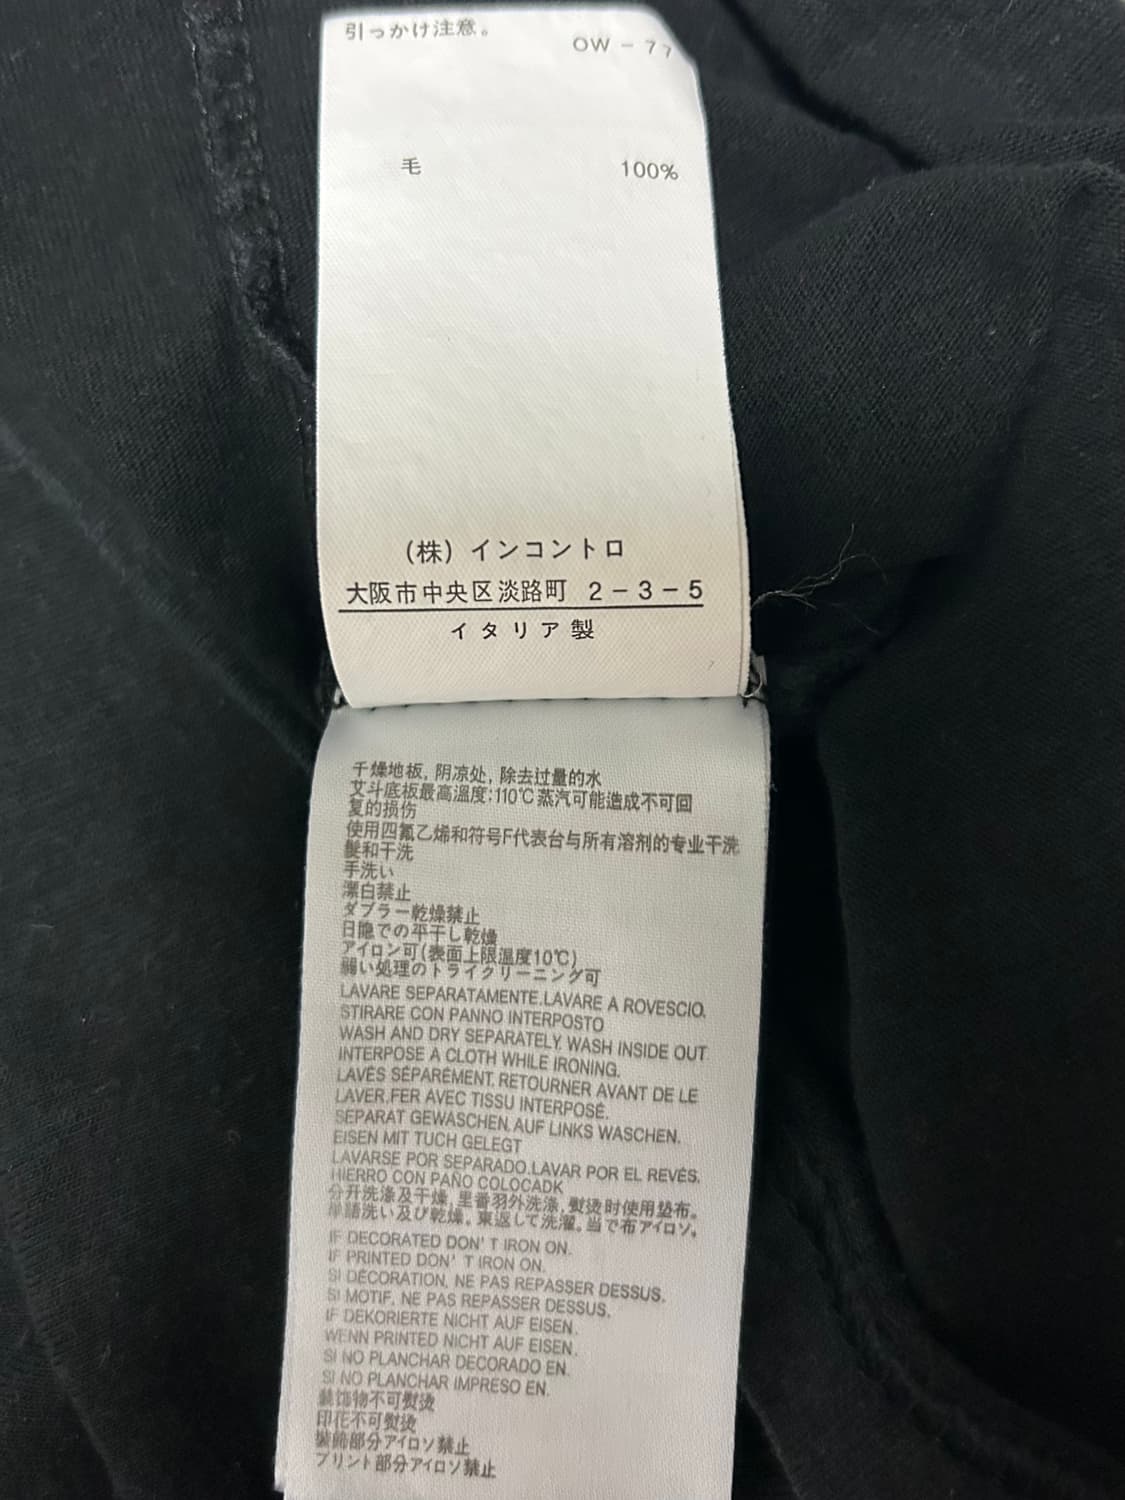 引っかけ注意。
OW-77
毛 100%
(株) インコントロ
大阪市中央区淡路町 2-3-5
イタリア製
干燥地板, 阴凉处, 除去过量的水
艾斗底板最高温度:110℃蒸汽可能造成不可回
复的损伤
使用四氟乙烯和符号F代表台与所有溶剂的专业干洗
髮和干洗
手洗い
漂白禁止
ダブラー乾燥禁止
日隐での平干し乾燥
アイロン可(表面上限温度10℃)
弱い処理のトライクリーニング可
LAVARE SEPARATAMENTE.LAVARE A ROVESCIO.
STIRARE CON PANNO INTERPOSTO
WASH AND DRY SEPARATELY. WASH INSIDE OUT
INTERPOSE A CLOTH WHILE IRONING.
LAVES SÉPARÉMENT. RETOURNER AVANT DE LE
LAVER.FER AVEC TISSU INTERPOSÉ.
SEPARAT GEWASCHEN. AUF LINKS WASCHEN.
EISEN MIT TUCH GELEGT
LAVARSE POR SEPARADO.LAVAR POR EL REVÉS.
HIERRO CON PAÑO COLOCADK
分升洗涤及干燥, 里番羽外洗涤, 熨烫时使用垫布。
単語洗い及び乾燥。東返して洗濯。当で布アイロソ。
IF DECORATED DON'T IRON ON.
IF PRINTED DON'T IRON ON.
SI DÉCORATION, NE PAS REPASSER DESSUS.
SI MOTIF, NE PAS REPASSER DESSUS.
IF DEKORIERTE NICHT AUF EISEN.
WENN PRINTED NICHT AUF EISEN.
SI NO PLANCHAR DECORADO EN.
SI NO PLANCHAR IMPRESO EN.
装饰物不可熨烫
印花不可熨烫
装飾部分アイロソ禁止
プリント部分アイロソ禁止